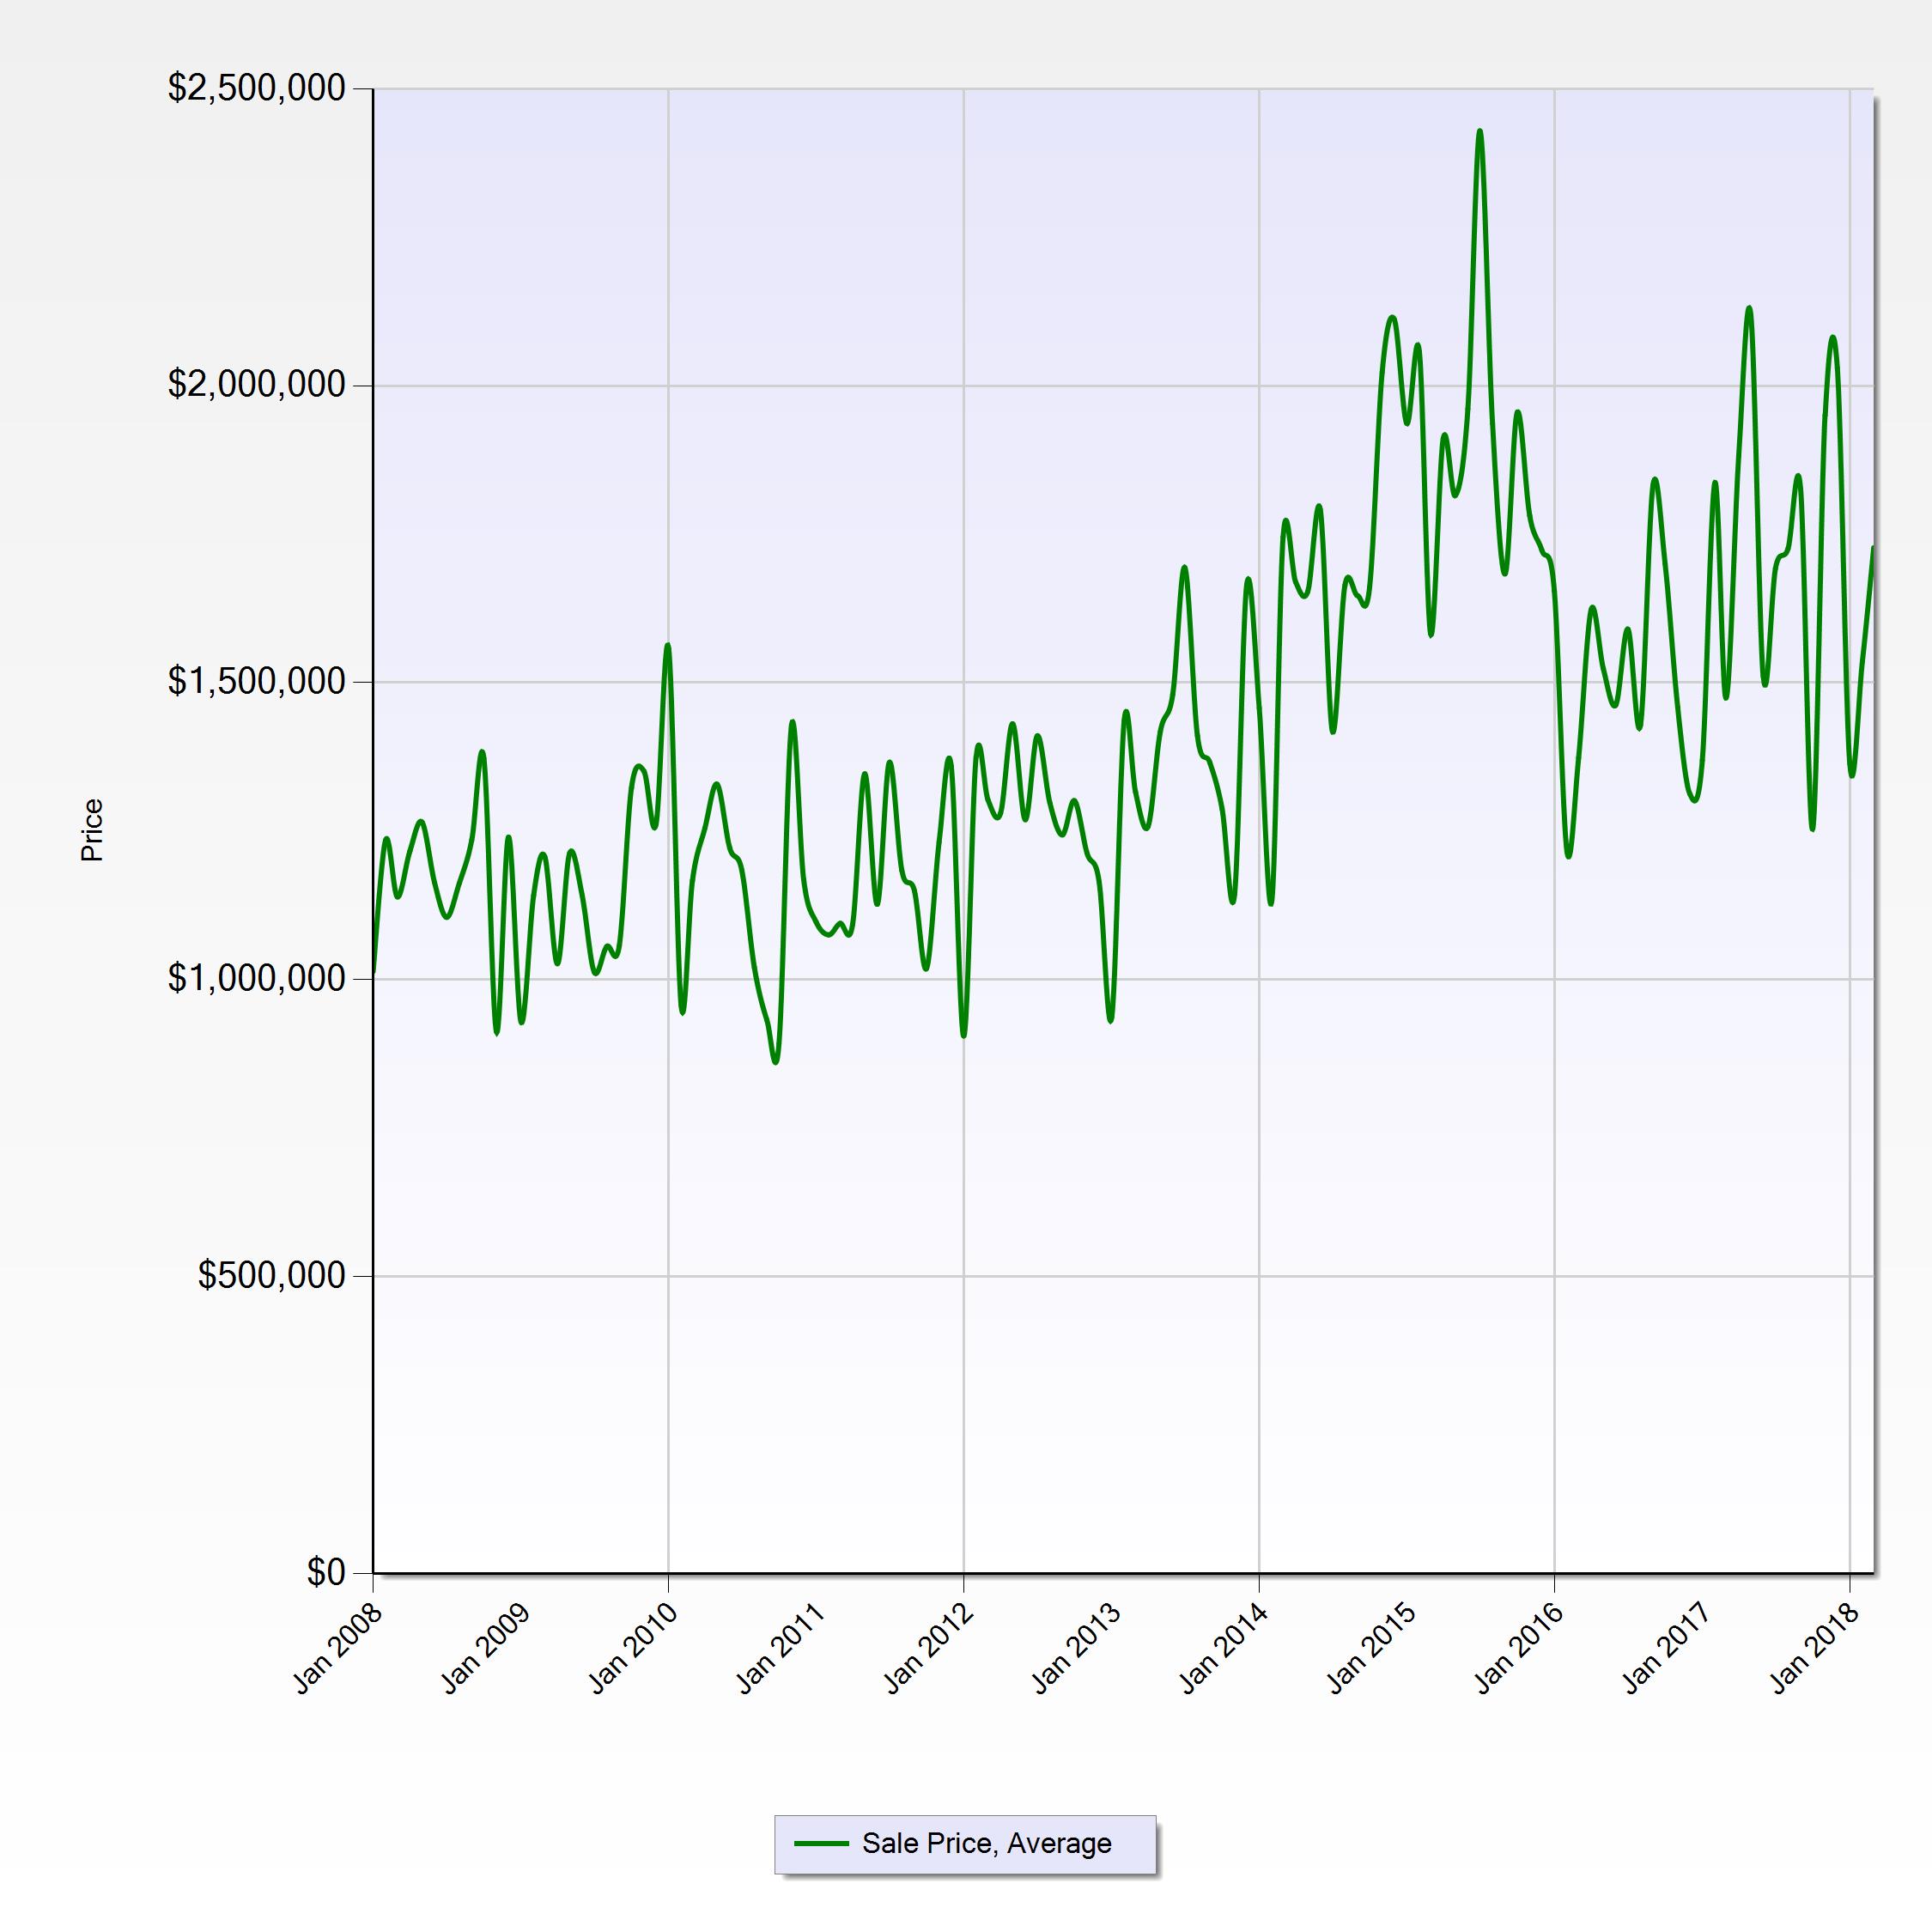 $2,500,000
$2,000,000
$1,500,000
$1,000,000
$500,000
$0
Price
Jan 2008
Jan 2009
Jan 2010
Jan 2011
Jan 2012
Jan 2013
Jan 2014
Jan 2015
Jan 2016
Jan 2017
Jan 2018
Sale Price, Average